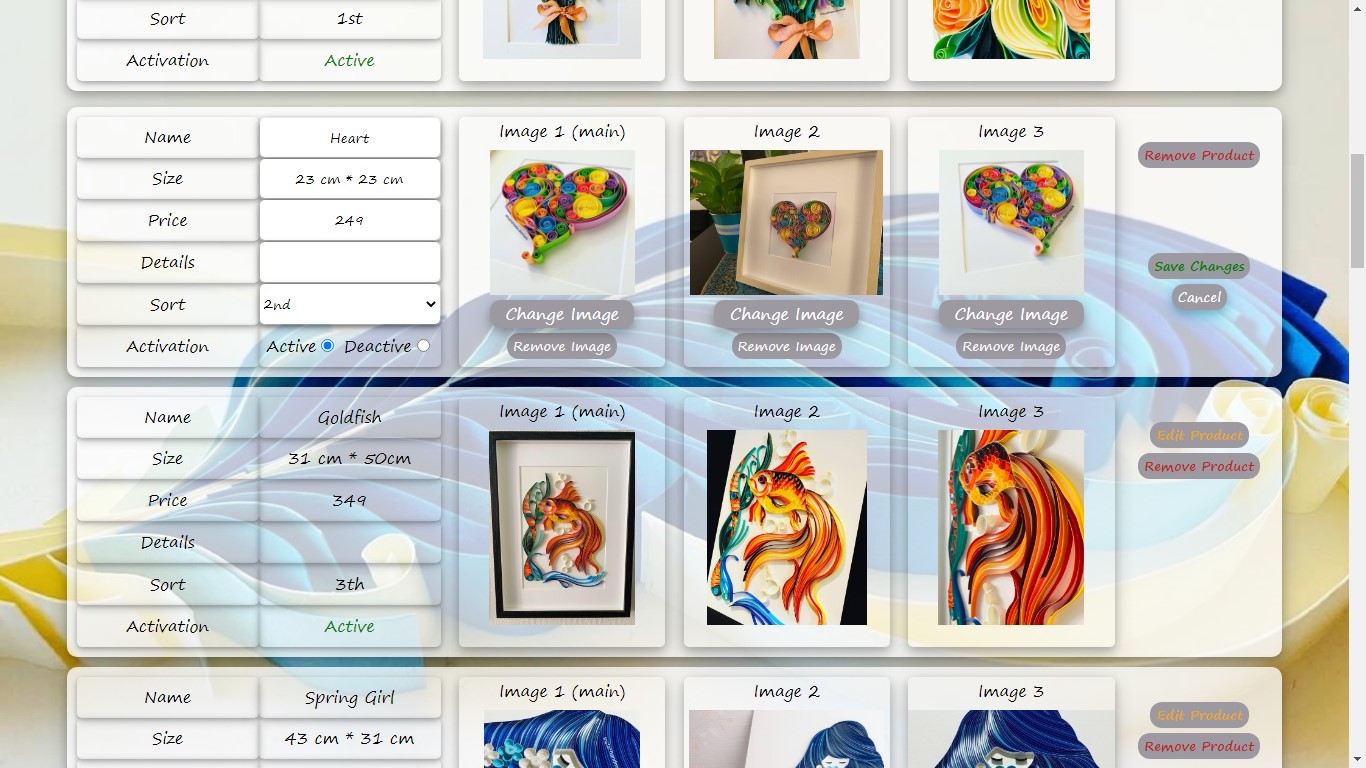 Sort 1st
Activation Active
Name Heart Image 1 (main) Image 2 Image 3
Remove Product
Size 23 cm * 23 cm
Price 249
Details
Save Changes
Sort 2nd
Cancel
Change Image Change Image Change Image
Activation Active Deactive Remove Image Remove Image Remove Image
Name Goldfish Image 1 (main) Image 2 Image 3
Edit Product
Size 31 cm * 50cm
Remove Product
Price 349
Details
Sort 3th
Activation Active
Name Spring Girl Image 1 (main) Image 2 Image 3
Edit Product
Size 43 cm * 31 cm
Remove Product